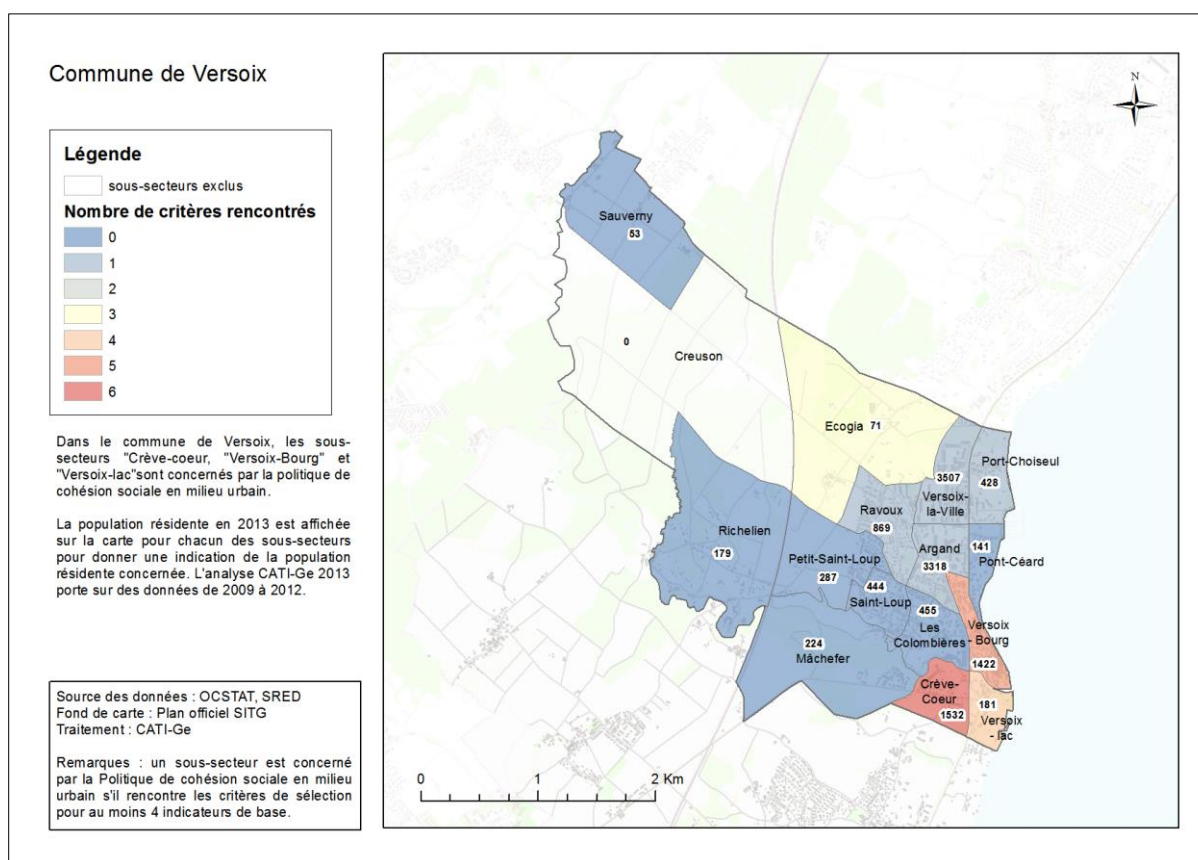 Commune de Versoix
Légende
sous-secteurs exclus
Nombre de critères rencontrés
0
1
2
3
4
5
6
Dans le commune de Versoix, les sous-
secteurs "Crève-coeur, "Versoix-Bourg" et
"Versoix-lac"sont concernés par la politique de
cohésion sociale en milieu urbain.
La population résidente en 2013 est affichée
sur la carte pour chacun des sous-secteurs
pour donner une indication de la population
résidente concernée. L'analyse CATI-Ge 2013
porte sur des données de 2009 à 2012.
Source des données : OCSTAT, SRED
Fond de carte : Plan officiel SITG
Traitement : CATI-Ge
Remarques : un sous-secteur est concerné
par la Politique de cohésion sociale en milieu
urbain s'il rencontre les critères de sélection
pour au moins 4 indicateurs de base.
N
Sauverny
53
0
Creuson
Ecogia 71
Port-Choiseul
428
3507
Versoix-
la-Ville
Ravoux
869
Richelien
179
Argand
3318
141
Pont-Céard
Petit-Saint-Loup
287
444
Saint-Loup
455
Les
Colombières
Versoix
- Bourg
1422
224
Mâchefer
Crève-
Coeur
1532
181
Versoix
- lac
0 1 2 Km